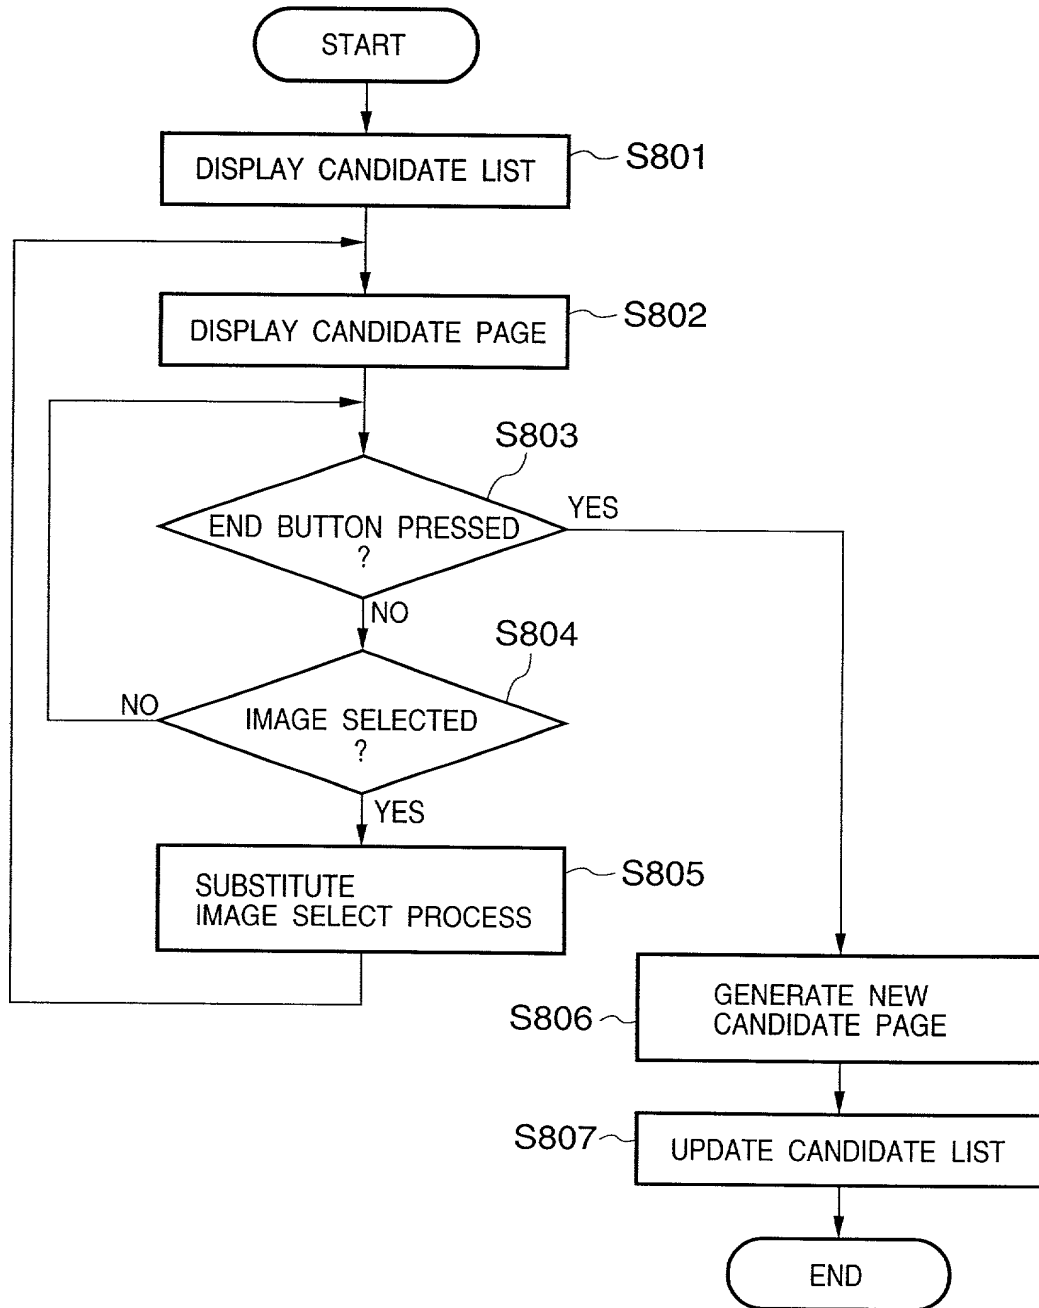 START
DISPLAY CANDIDATE LIST
S801
DISPLAY CANDIDATE PAGE
S802
S803
END BUTTON PRESSED
?
YES
NO
S804
IMAGE SELECTED
?
NO
YES
SUBSTITUTE
IMAGE SELECT PROCESS
S805
GENERATE NEW
CANDIDATE PAGE
S806
UPDATE CANDIDATE LIST
S807
END